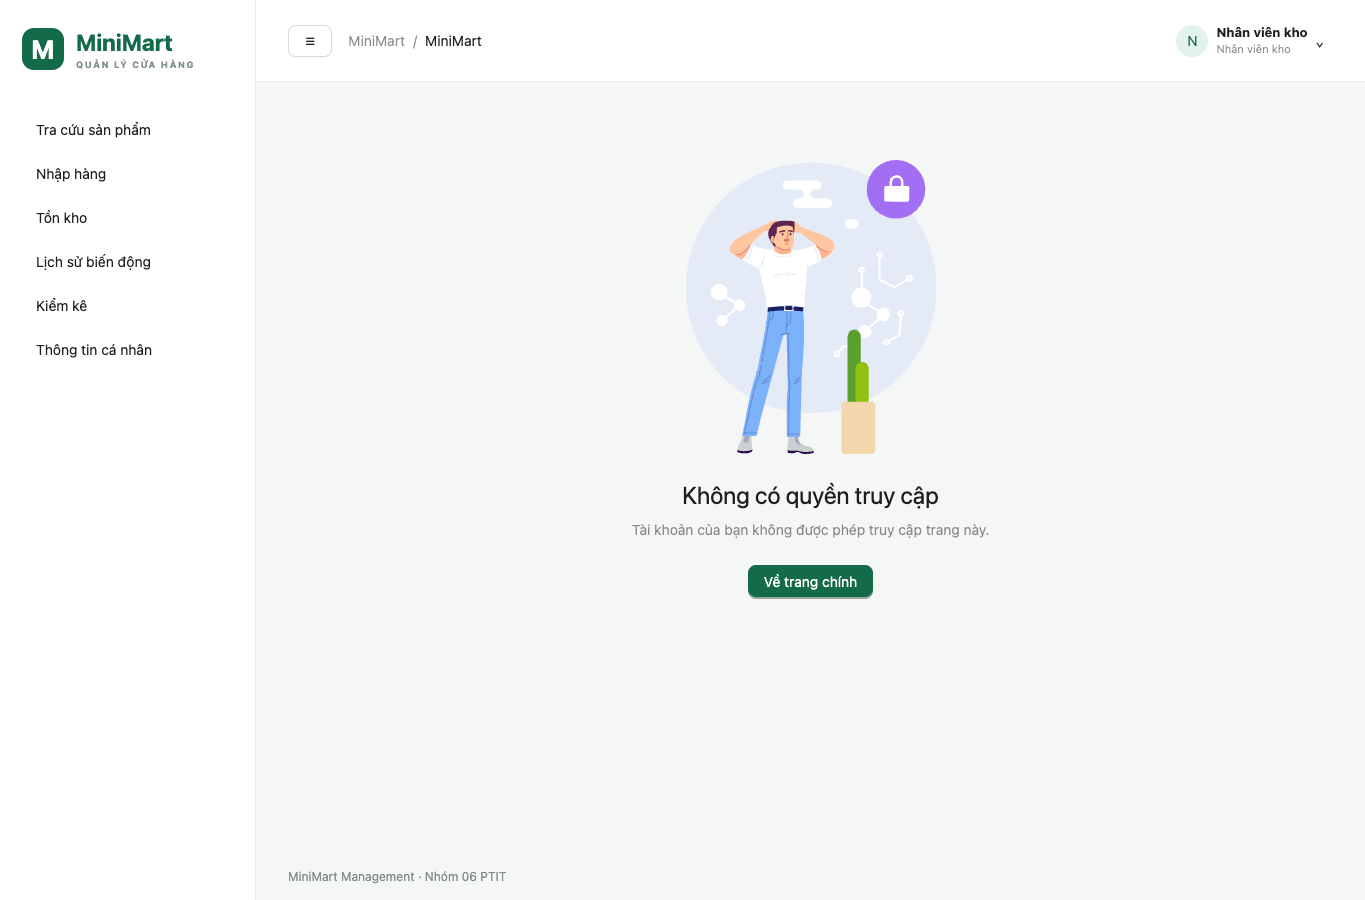 M
MiniMart
QUẢN LÝ CỬA HÀNG
Tra cứu sản phẩm
Nhập hàng
Tồn kho
Lịch sử biến động
Kiểm kê
Thông tin cá nhân
MiniMart / MiniMart
N
Nhân viên kho
Nhân viên kho
Không có quyền truy cập
Tài khoản của bạn không được phép truy cập trang này.
Về trang chính
MiniMart Management · Nhóm 06 PTIT